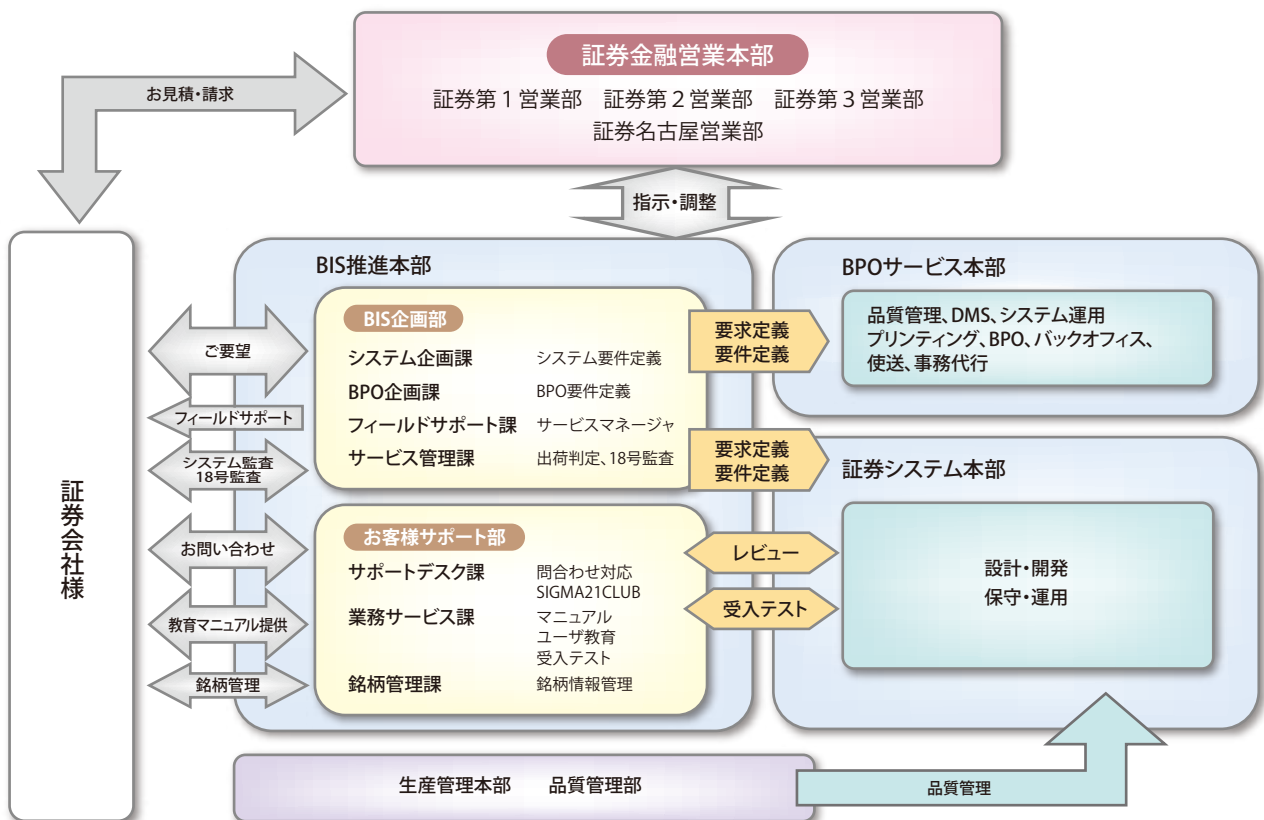 証券金融営業本部
証券第1営業部 証券第2営業部 証券第3営業部
証券名古屋営業部
お見積・請求
指示・調整
証券会社様
ご要望
フィールドサポート
システム監査
18号監査
お問い合わせ
教育マニュアル提供
銘柄管理
BIS推進本部
BIS企画部
システム企画課 システム要件定義
BPO企画課 BPO要件定義
フィールドサポート課 サービスマネージャ
サービス管理課 出荷判定、18号監査
お客様サポート部
サポートデスク課 問合わせ対応
SIGMA21CLUB
業務サービス課 マニュアル
ユーザ教育
受入テスト
銘柄管理課 銘柄情報管理
要求定義
要件定義
要求定義
要件定義
レビュー
受入テスト
BPOサービス本部
品質管理、DMS、システム運用
プリンティング、BPO、バックオフィス、
使送、事務代行
証券システム本部
設計・開発
保守・運用
生産管理本部 品質管理部
品質管理